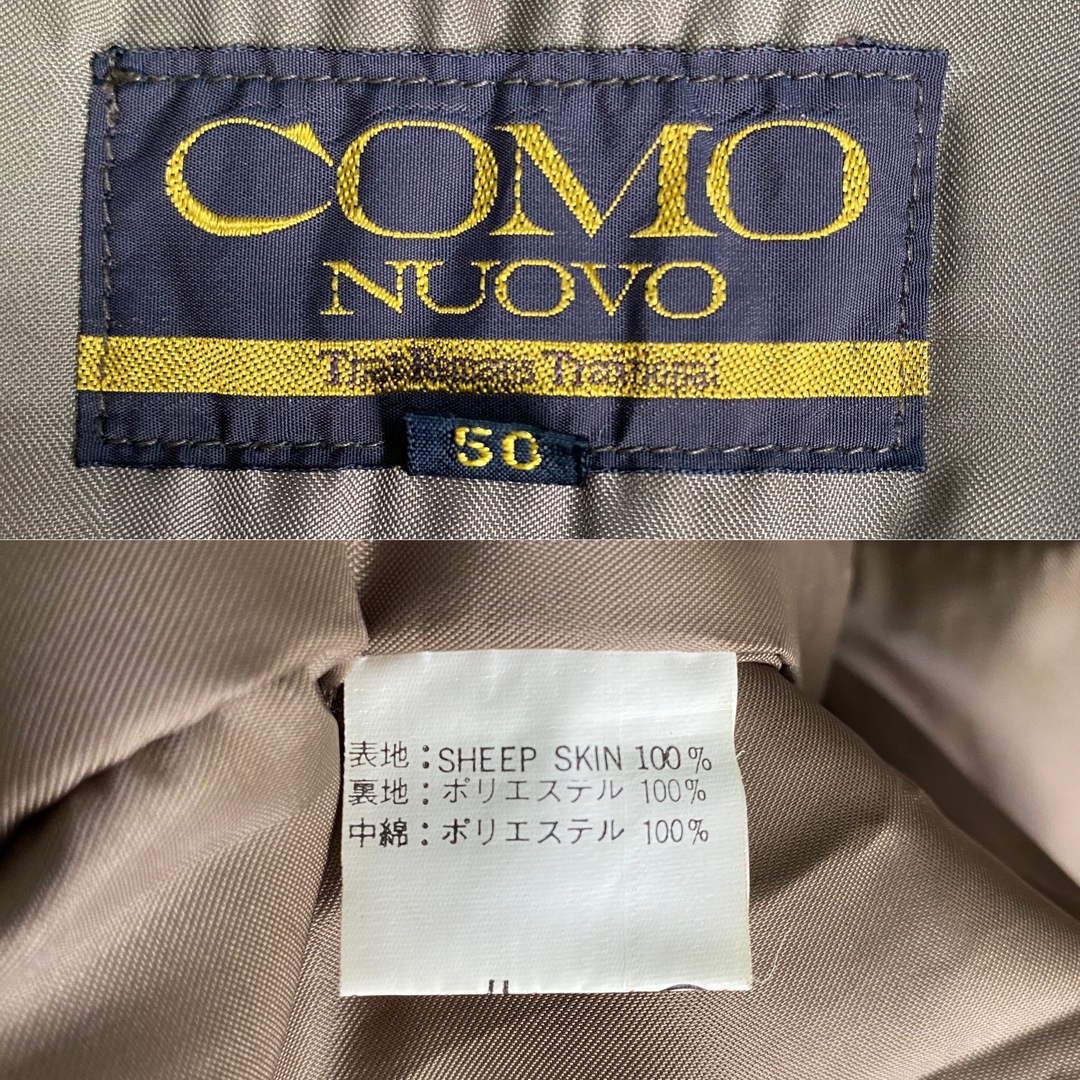 COMO
NUOVO
50
表地：SHEEP SKIN 100%
裏地：ポリエステル 100%
中綿：ポリエステル 100%